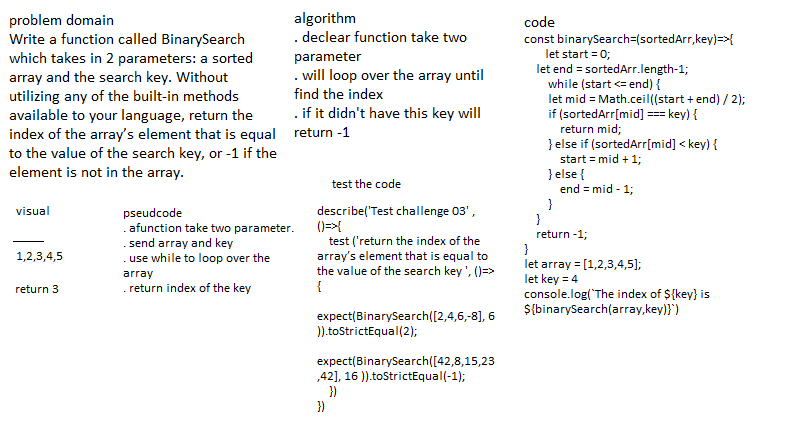 problem domain
Write a function called BinarySearch
which takes in 2 parameters: a sorted
array and the search key. Without
utilizing any of the built-in methods
available to your language, return the
index of the array’s element that is equal
to the value of the search key, or -1 if the
element is not in the array.
algorithm
. declear function take two
parameter
. will loop over the array until
find the index
. if it didn't have this key will
return -1
visual
1,2,3,4,5
return 3
pseudcode
. afunction take two parameter.
. send array and key
. use while to loop over the
array
. return index of the key
test the code
describe('Test challenge 03' ,
()=>{
test ('return the index of the
array’s element that is equal to
the value of the search key ', ()=>
{
expect(BinarySearch([2,4,6,-8], 6
)).toStrictEqual(2);
expect(BinarySearch([42,8,15,23
,42], 16 )).toStrictEqual(-1);
})
})
code
const binarySearch=(sortedArr,key)=>{
let start = 0;
let end = sortedArr.length-1;
while (start <= end) {
let mid = Math.ceil((start + end) / 2);
if (sortedArr[mid] === key) {
return mid;
} else if (sortedArr[mid] < key) {
start = mid + 1;
} else {
end = mid - 1;
}
}
return -1;
}
let array = [1,2,3,4,5];
let key = 4
console.log(`The index of ${key} is
${binarySearch(array,key)}`)